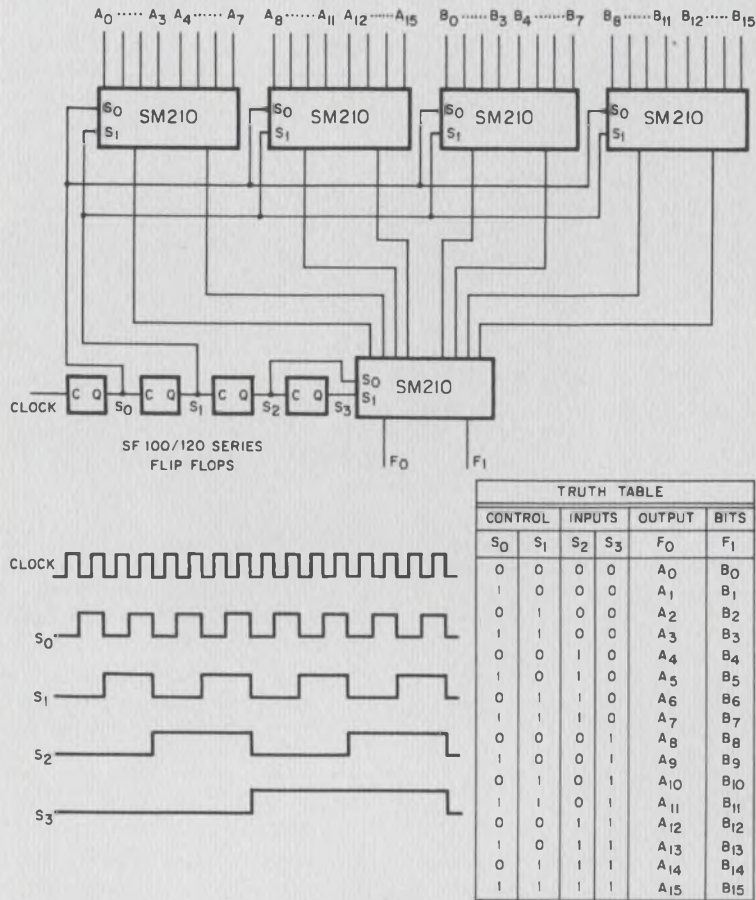 A0 ······ A3 A4 ······ A7 A8 ······ A11 A12 ····· A15 B0 ······ B3 B4 ······ B7 B8 ······ B11 B12 ····· B15
S0 SM210 S0 SM210 S0 SM210 S0 SM210
S1 S1 S1 S1
S0 SM210
S1
C Q C Q C Q C Q
CLOCK S0 S1 S2 S3
SF 100/120 SERIES
FLIP FLOPS
F0 F1
CLOCK
S0
S1
S2
S3
TRUTH TABLE
CONTROL INPUTS OUTPUT BITS
S0 S1 S2 S3 F0 F1
0 0 0 0 A0 B0
1 0 0 0 A1 B1
0 1 0 0 A2 B2
1 1 0 0 A3 B3
0 0 1 0 A4 B4
1 0 1 0 A5 B5
0 1 1 0 A6 B6
1 1 1 0 A7 B7
0 0 0 1 A8 B8
1 0 0 1 A9 B9
0 1 0 1 A10 B10
1 1 0 1 A11 B11
0 0 1 1 A12 B12
1 0 1 1 A13 B13
0 1 1 1 A14 B14
1 1 1 1 A15 B15